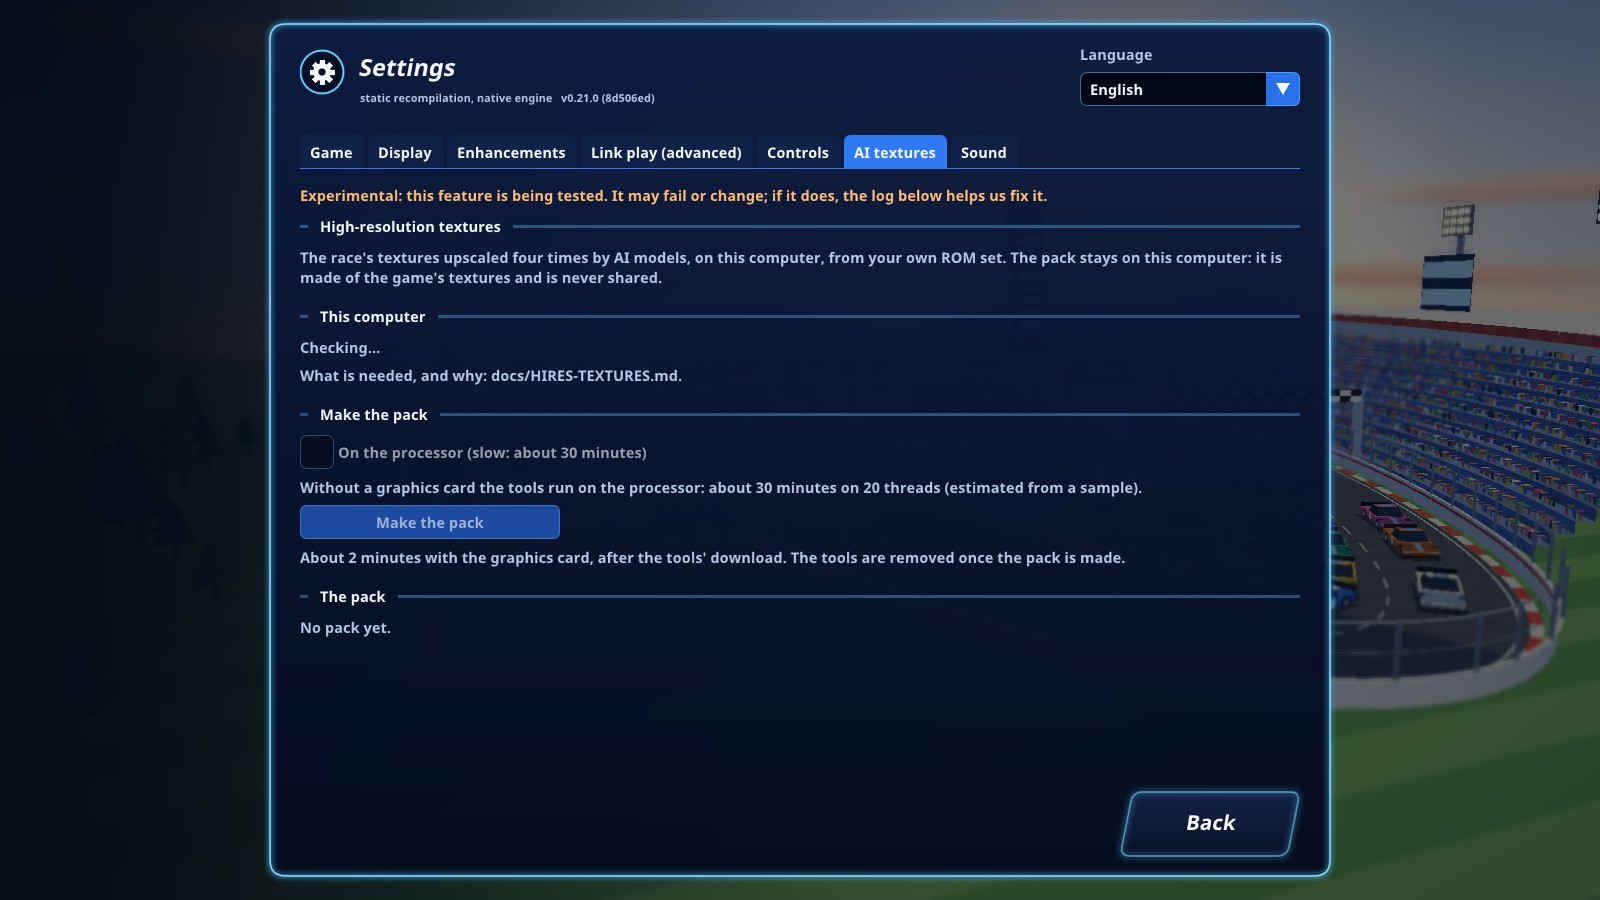 Settings
static recompilation, native engine v0.21.0 (8d506ed)
Language
English
Game
Display
Enhancements
Link play (advanced)
Controls
AI textures
Sound
Experimental: this feature is being tested. It may fail or change; if it does, the log below helps us fix it.
High-resolution textures
The race's textures upscaled four times by AI models, on this computer, from your own ROM set. The pack stays on this computer: it is
made of the game's textures and is never shared.
This computer
Checking...
What is needed, and why: docs/HIRES-TEXTURES.md.
Make the pack
On the processor (slow: about 30 minutes)
Without a graphics card the tools run on the processor: about 30 minutes on 20 threads (estimated from a sample).
Make the pack
About 2 minutes with the graphics card, after the tools' download. The tools are removed once the pack is made.
The pack
No pack yet.
Back